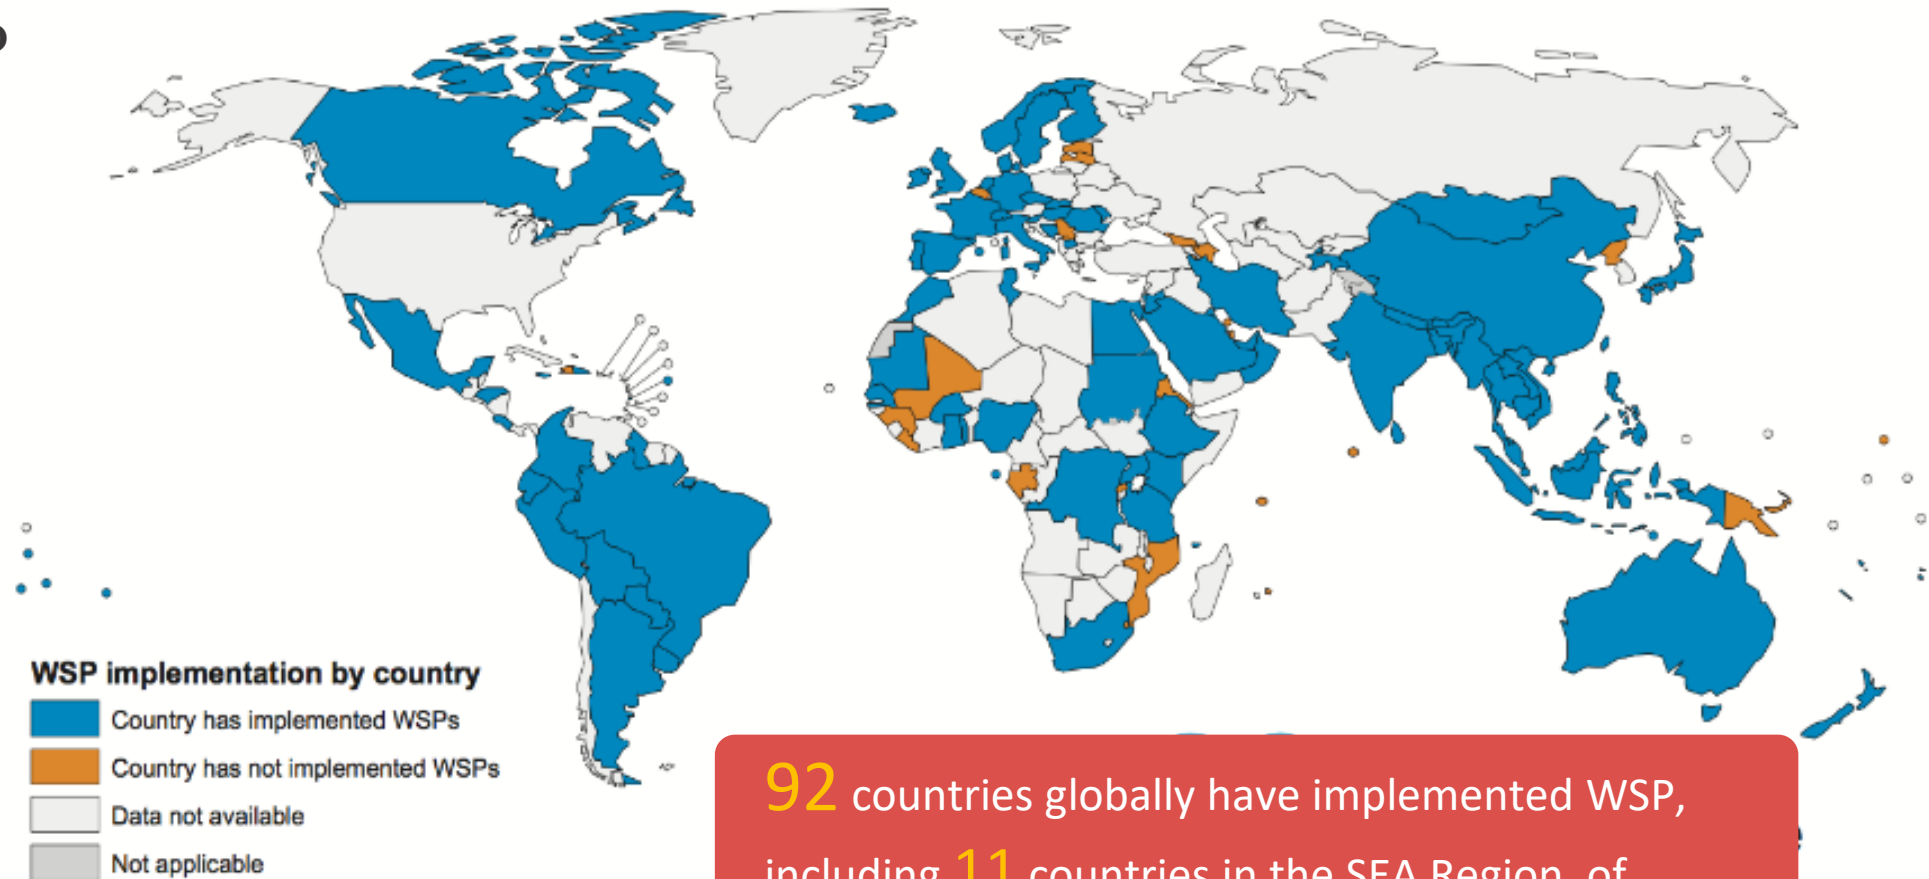 WSP implementation by country
Country has implemented WSPs
Country has not implemented WSPs
Data not available
Not applicable
92 countries globally have implemented WSP,
including 11 countries in the SEA Region, of